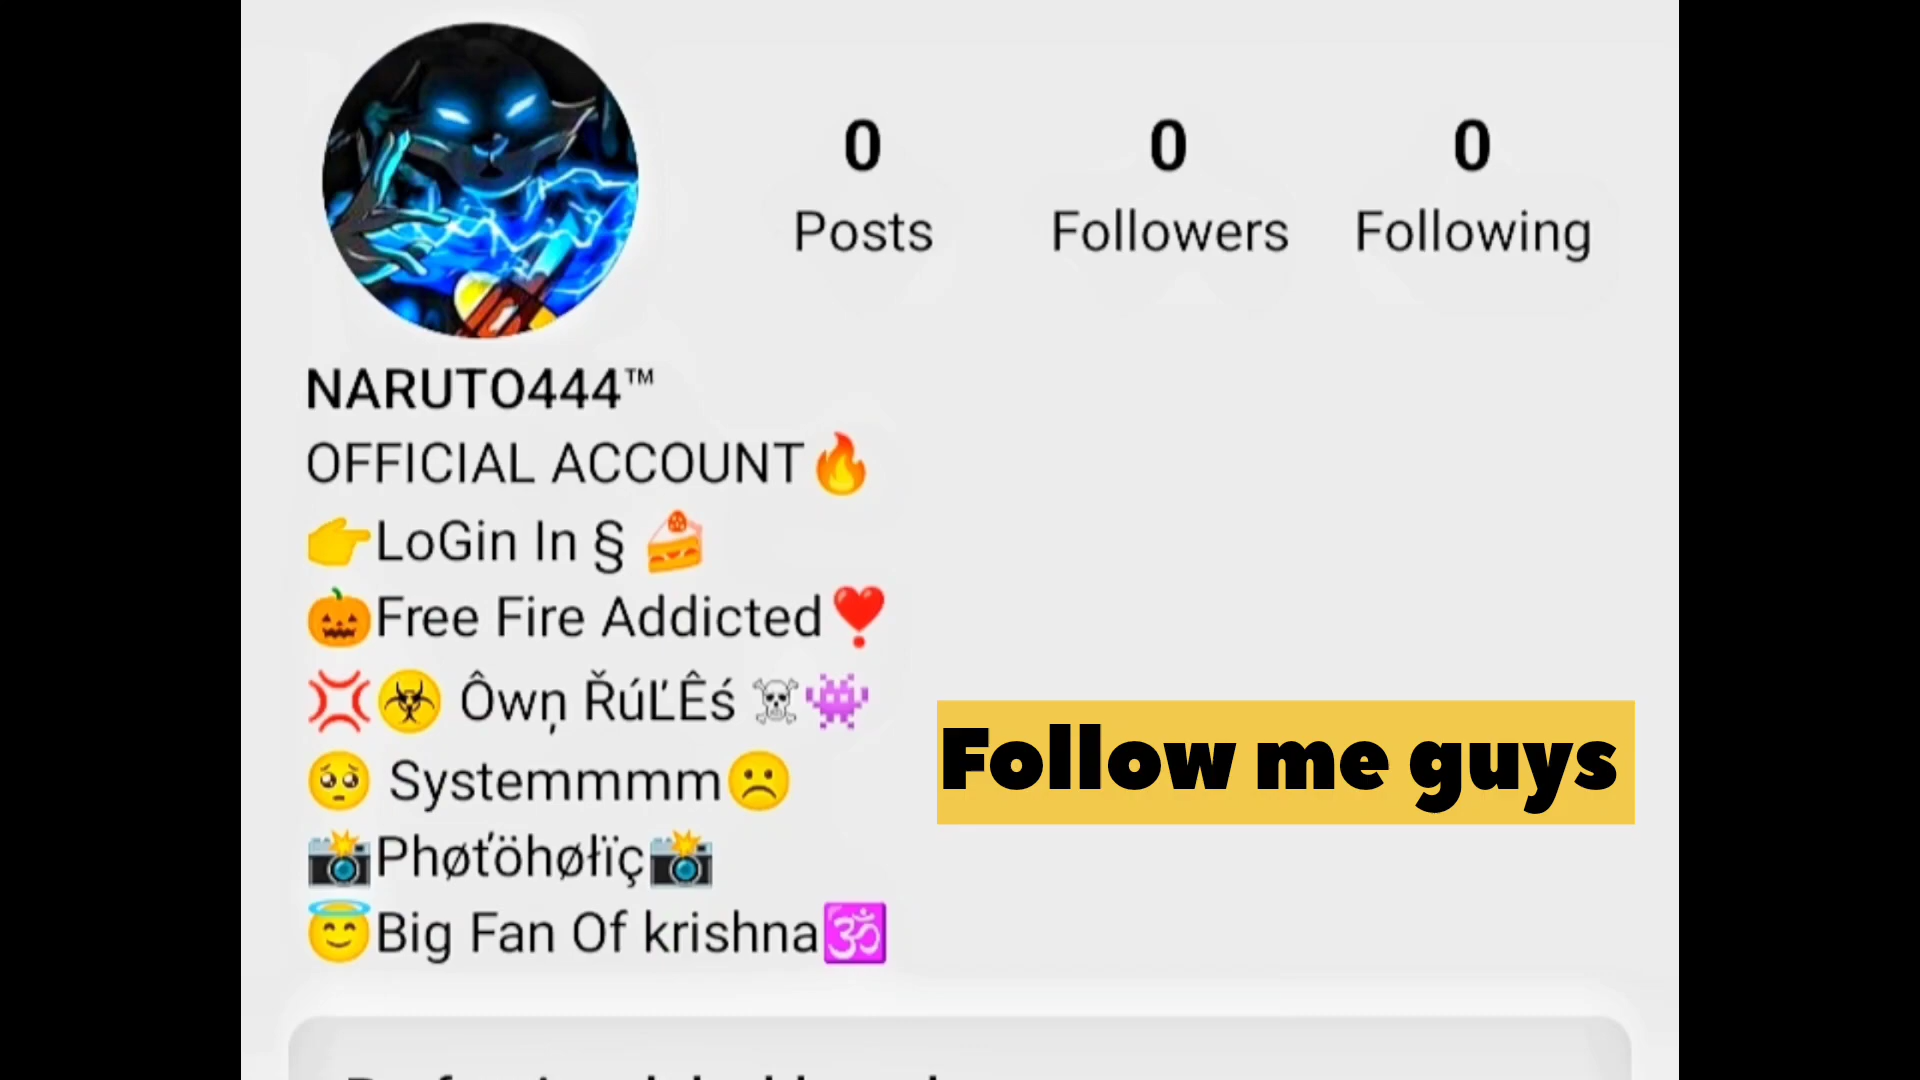 0 0 0
Posts Followers Following
NARUTO444™
OFFICIAL ACCOUNT🔥
👉LoGin In § 🍰
🎃Free Fire Addicted❣️
💢☣️ Ôwņ ŘúĽÊś ☠️👾
🥺 Systemmmm☹️
📸Phøťöhøłïç📸
😇Big Fan Of krishna🕉️
Follow me guys